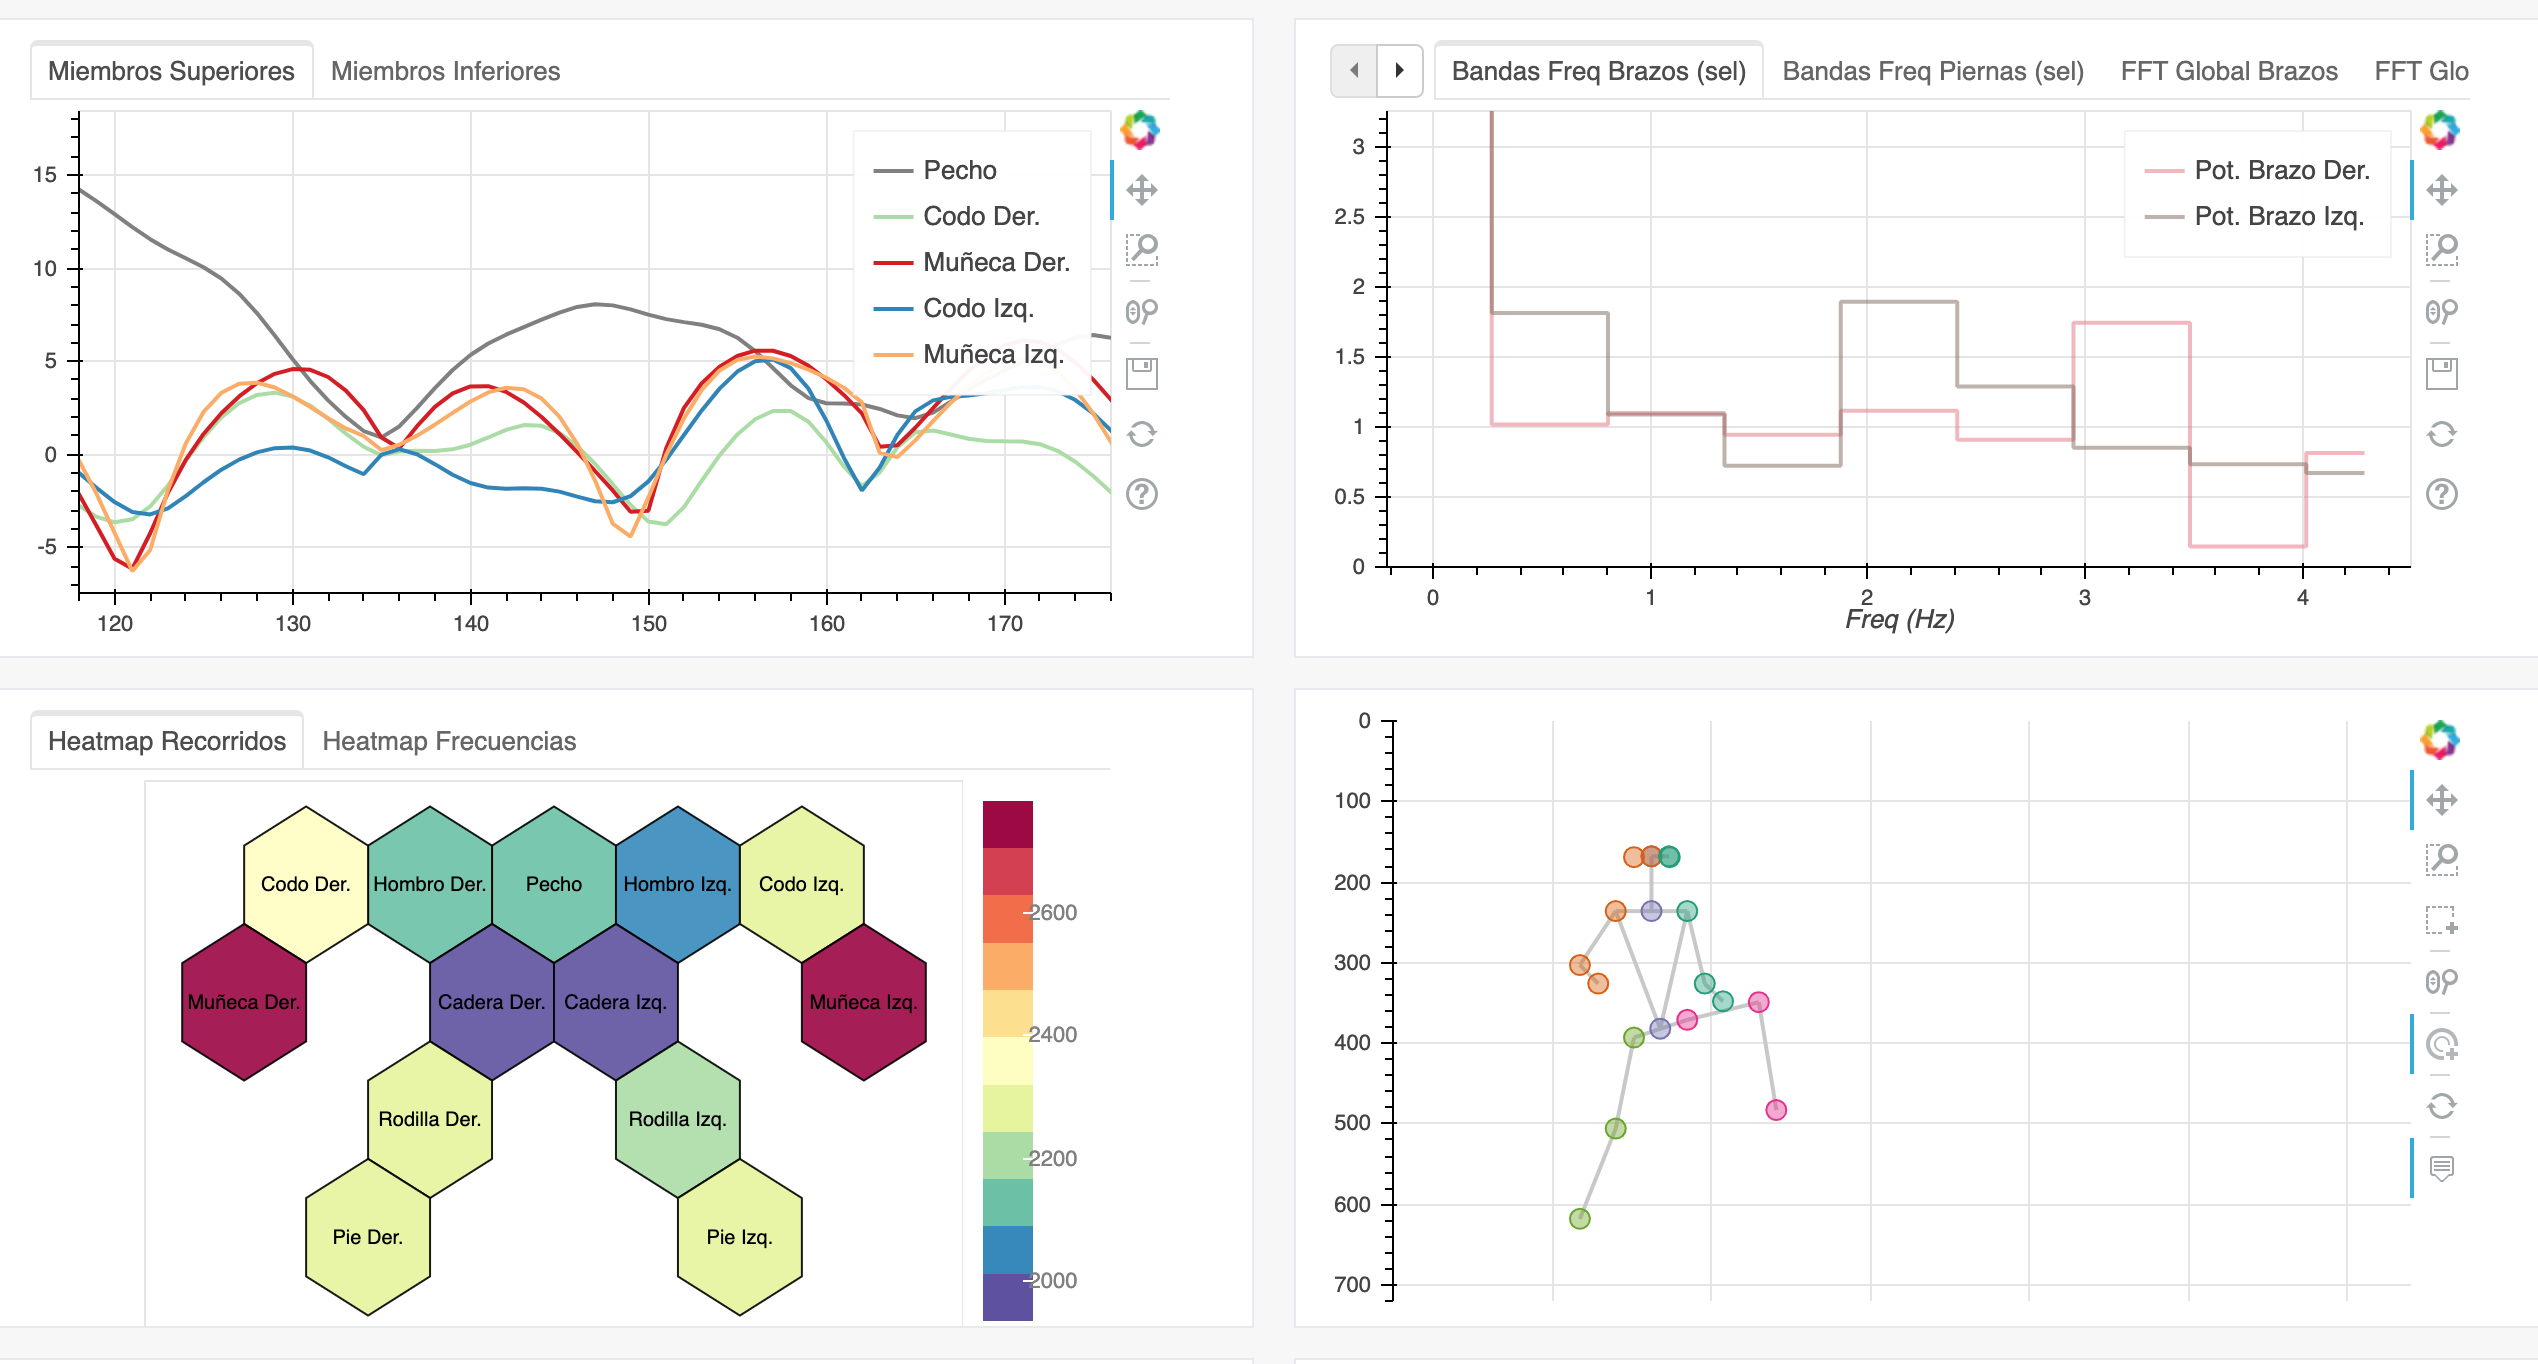 Miembros Superiores Miembros Inferiores
15
10
5
0
-5
120 130 140 150 160 170
Pecho
Codo Der.
Muñeca Der.
Codo Izq.
Muñeca Izq.
Bandas Freq Brazos (sel) Bandas Freq Piernas (sel) FFT Global Brazos FFT Glo
3
2.5
2
1.5
1
0.5
0
0 1 2 3 4
Freq (Hz)
Pot. Brazo Der.
Pot. Brazo Izq.
Heatmap Recorridos Heatmap Frecuencias
Codo Der. Hombro Der. Pecho Hombro Izq. Codo Izq.
Muñeca Der. Cadera Der. Cadera Izq. Muñeca Izq.
Rodilla Der. Rodilla Izq.
Pie Der. Pie Izq.
2600
2400
2200
2000
0
100
200
300
400
500
600
700